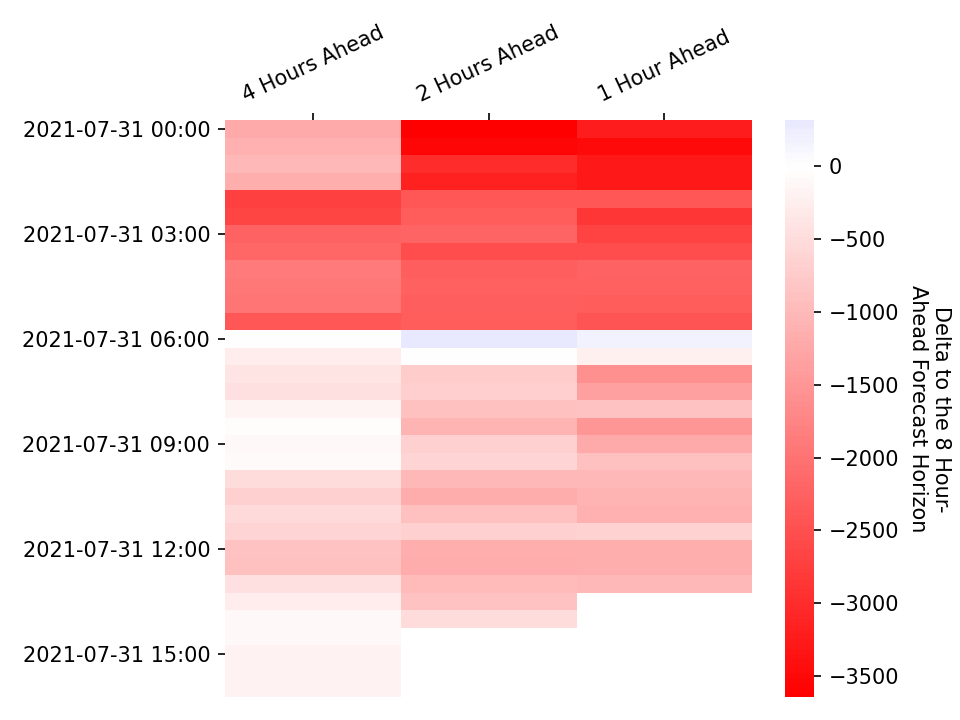 4 Hours Ahead
2 Hours Ahead
1 Hour Ahead
2021-07-31 00:00
2021-07-31 03:00
2021-07-31 06:00
2021-07-31 09:00
2021-07-31 12:00
2021-07-31 15:00
0
−500
−1000
−1500
−2000
−2500
−3000
−3500
Delta to the 8 Hour-
Ahead Forecast Horizon